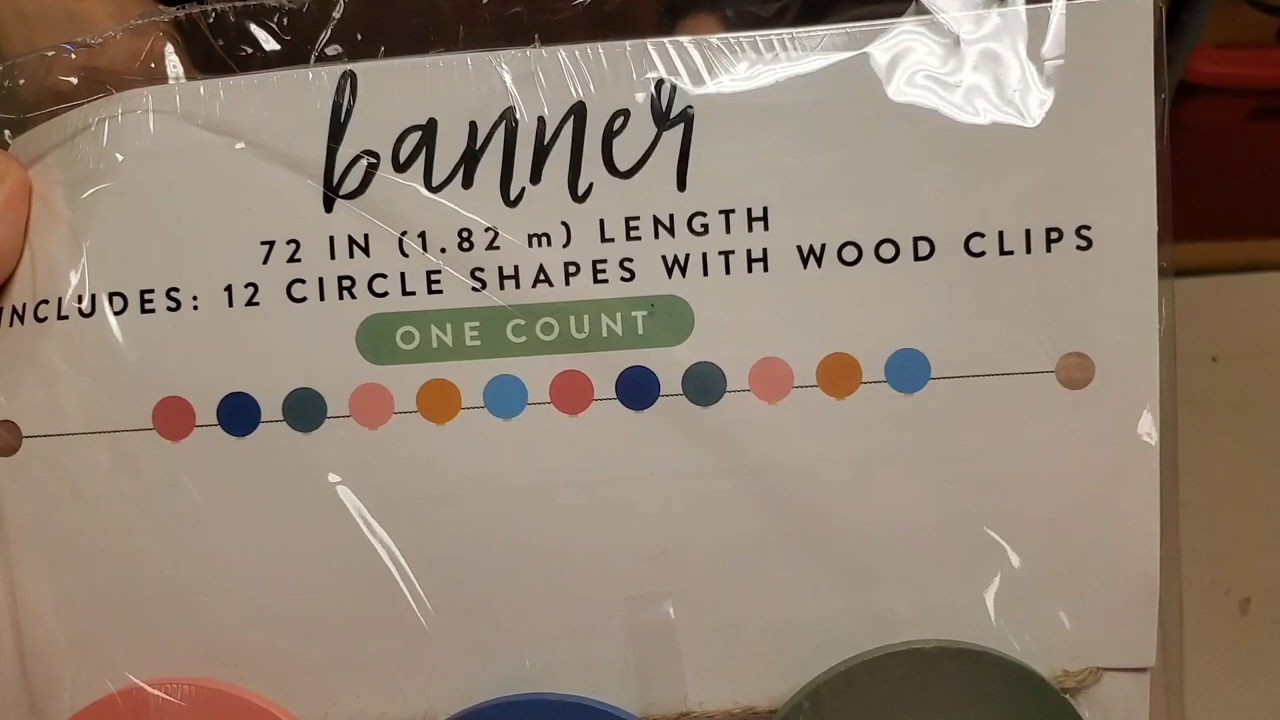 banner
72 IN (1.82 m) LENGTH
INCLUDES: 12 CIRCLE SHAPES WITH WOOD CLIPS
ONE COUNT